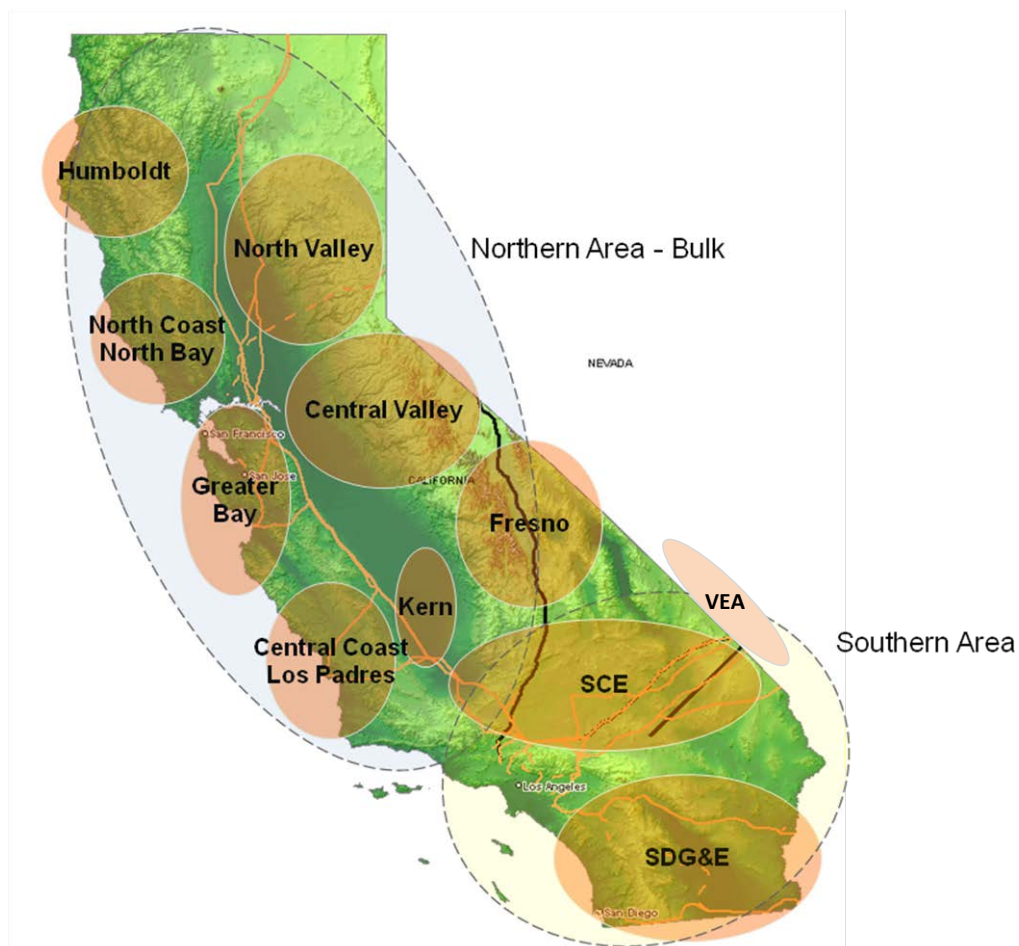 Humboldt
North Valley
Northern Area - Bulk
North Coast
North Bay
NEVADA
Central Valley
San Francisco
San Jose
CALIFORNIA
Greater
Bay
Fresno
VEA
Kern
Southern Area
Central Coast
Los Padres
SCE
Los Angeles
SDG&E
San Diego